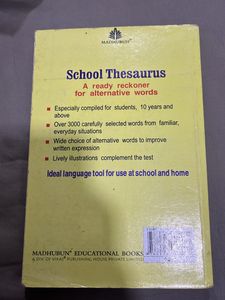 MADHUBUN
School Thesaurus
A ready reckoner
for alternative words
Especially compiled for students, 10 years and
above
Over 3000 carefully selected words from familiar,
everyday situations
Wide choice of alternative words to improve
written expression
Lively illustrations complement the text
Ideal language tool for use at school and home
MADHUBUN EDUCATIONAL BOOKS
A DIV. OF VIKAS® PUBLISHING HOUSE PRIVATE LIMITED